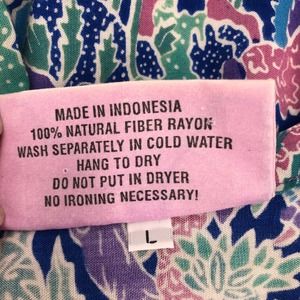 MADE IN INDONESIA
100% NATURAL FIBER RAYON
WASH SEPARATELY IN COLD WATER
HANG TO DRY
DO NOT PUT IN DRYER
NO IRONING NECESSARY!
L